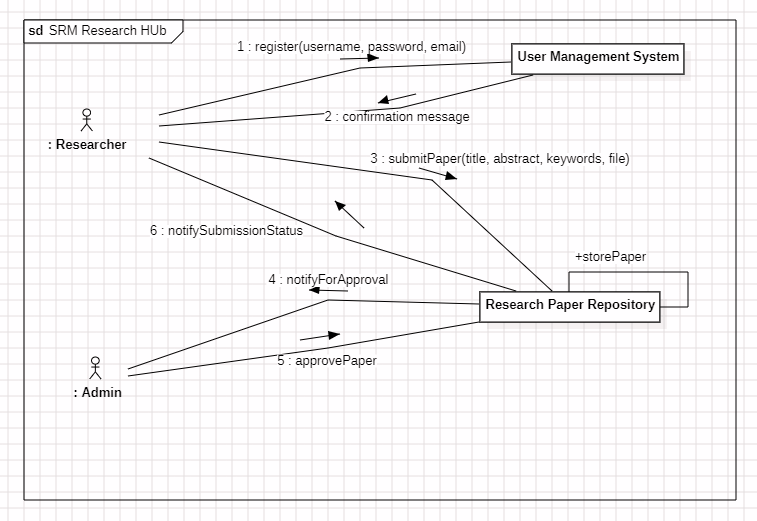 sd SRM Research HUb
1 : register(username, password, email)
User Management System
2 : confirmation message
: Researcher
3 : submitPaper(title, abstract, keywords, file)
6 : notifySubmissionStatus
+storePaper
4 : notifyForApproval
Research Paper Repository
5 : approvePaper
: Admin